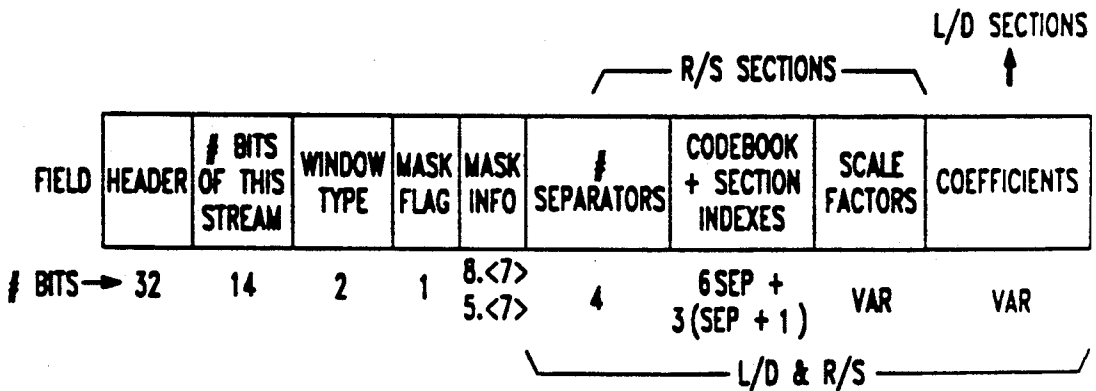 L/D SECTIONS
R/S SECTIONS
FIELD
HEADER
# BITS
OF THIS
STREAM
WINDOW
TYPE
MASK
FLAG
MASK
INFO
#
SEPARATORS
CODEBOOK
+ SECTION
INDEXES
SCALE
FACTORS
COEFFICIENTS
# BITS→
32
14
2
1
8.<7>
5.<7>
4
6SEP +
3(SEP + 1)
VAR
VAR
L/D & R/S